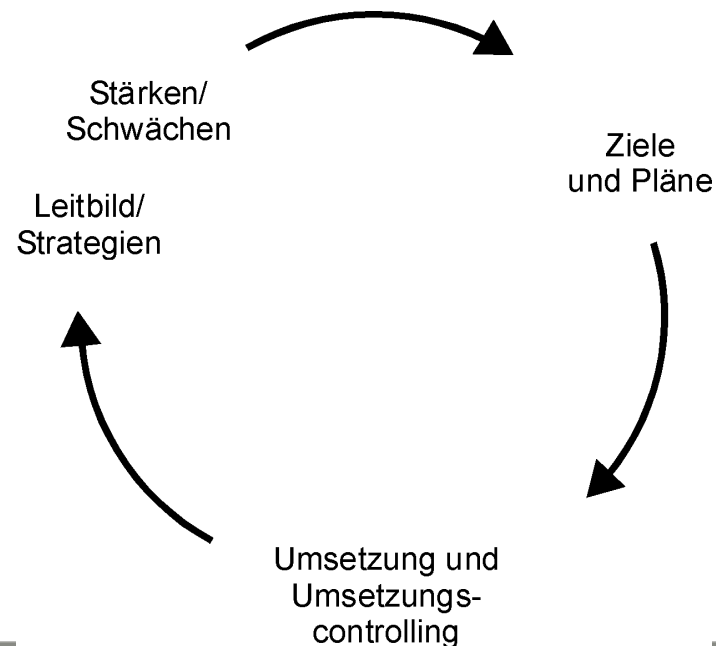 Stärken/
Schwächen
Leitbild/
Strategien
Ziele
und Pläne
Umsetzung und
Umsetzungs-
controlling